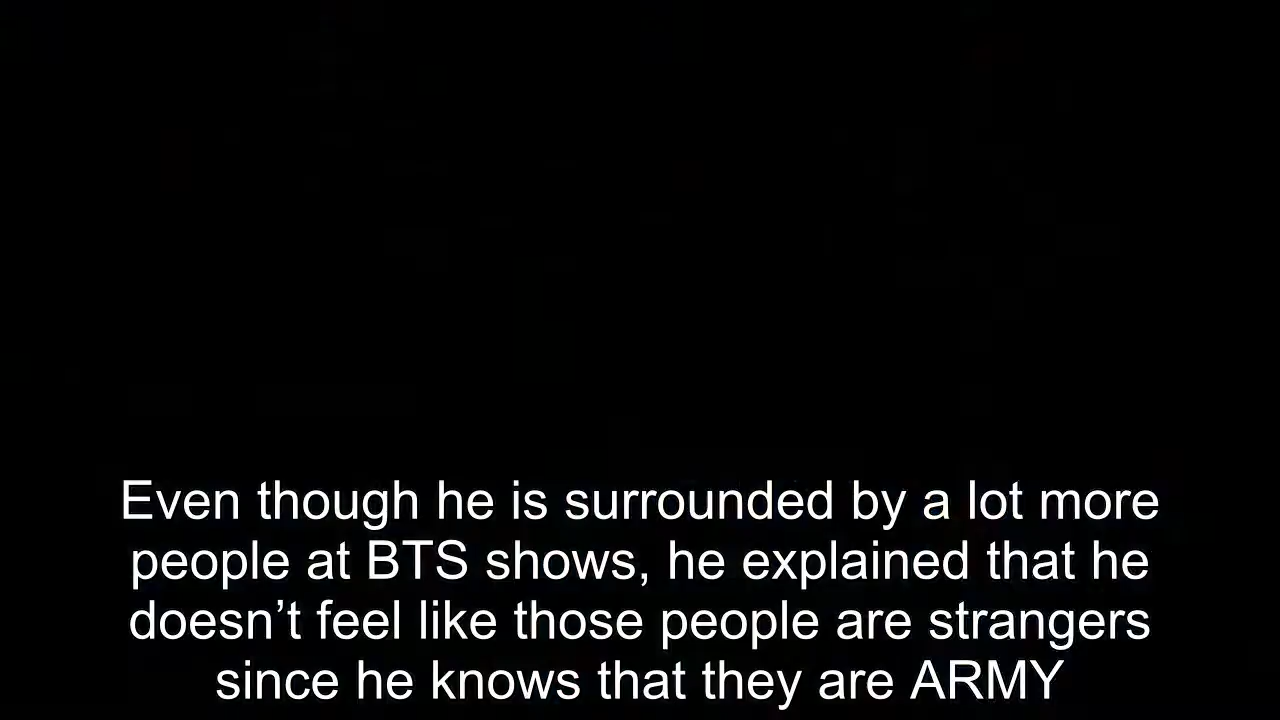 Even though he is surrounded by a lot more
people at BTS shows, he explained that he
doesn’t feel like those people are strangers
since he knows that they are ARMY